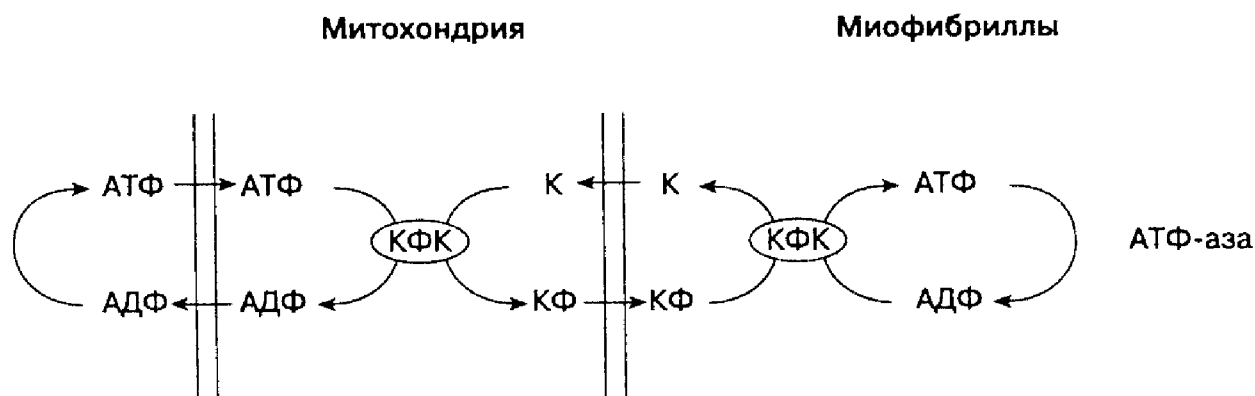 Митохондрия Миофибриллы
АТФ АТФ К К АТФ
КФК КФК АТФ-аза
АДФ АДФ КФ КФ АДФ